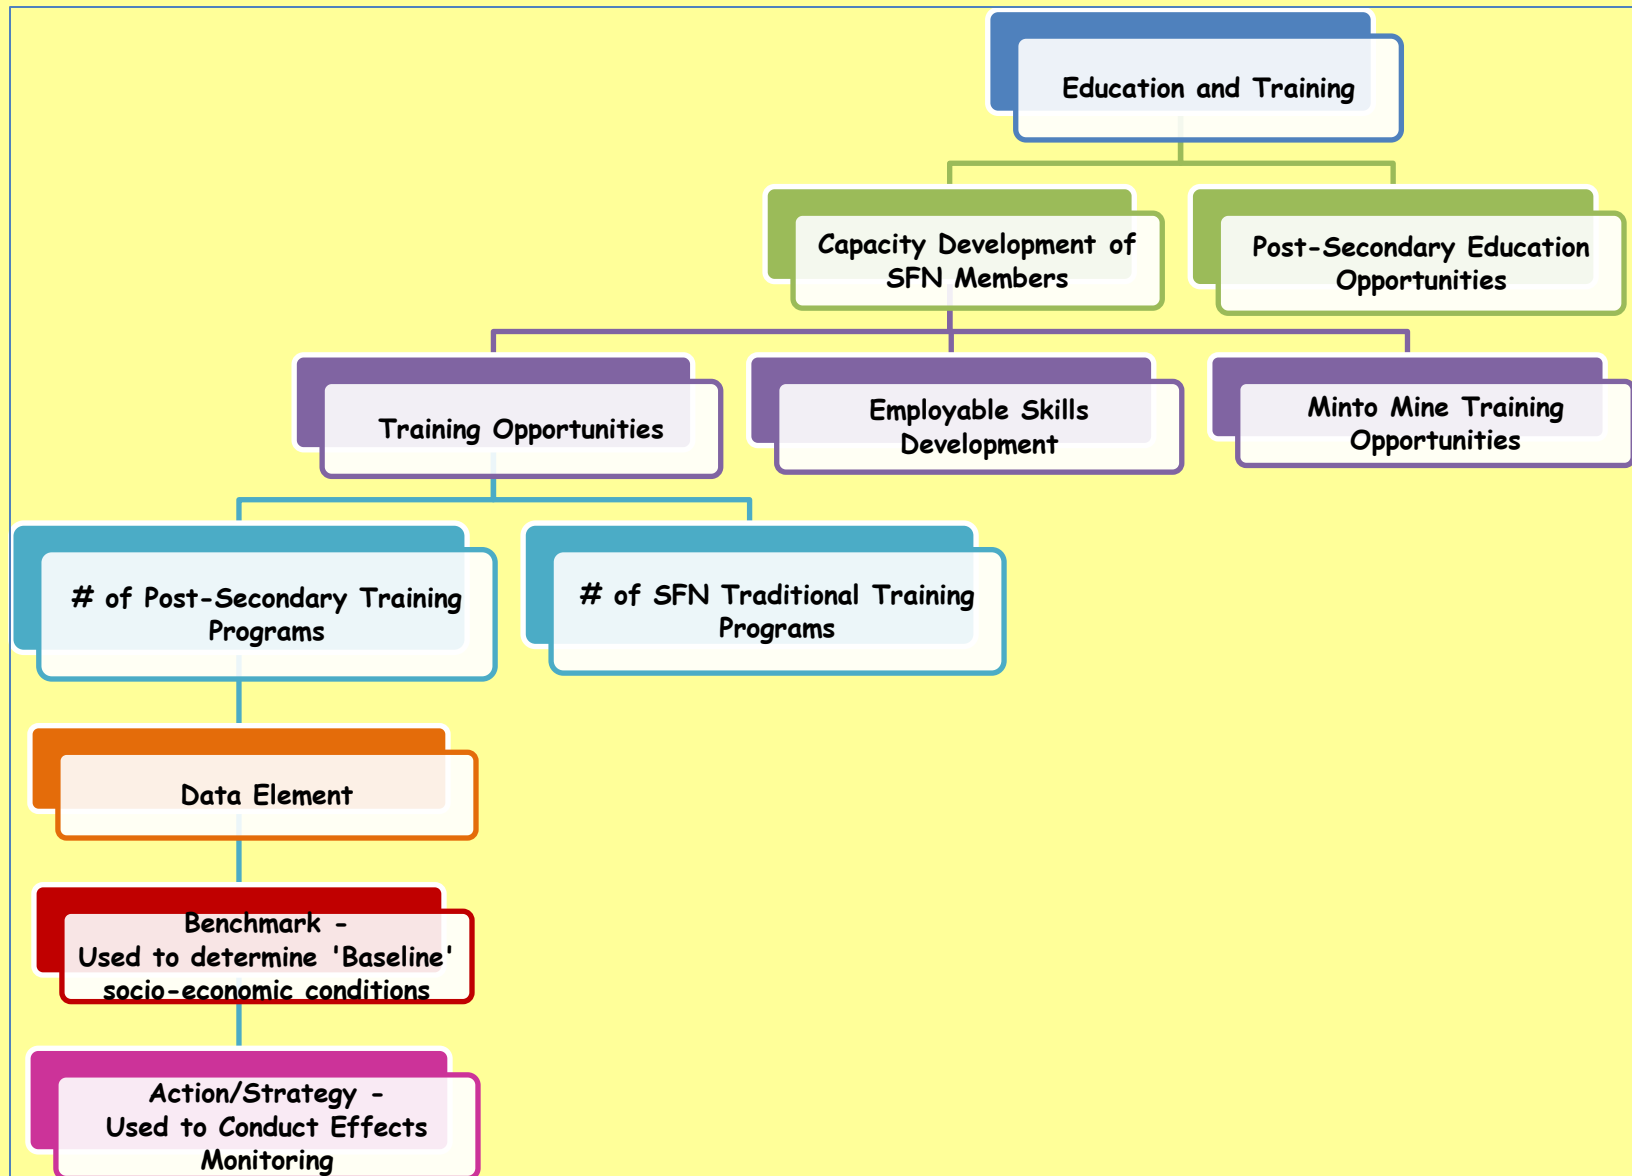 Education and Training
Capacity Development of
SFN Members
Post-Secondary Education
Opportunities
Training Opportunities
Employable Skills
Development
Minto Mine Training
Opportunities
# of Post-Secondary Training
Programs
# of SFN Traditional Training
Programs
Data Element
Benchmark -
Used to determine 'Baseline'
socio-economic conditions
Action/Strategy -
Used to Conduct Effects
Monitoring